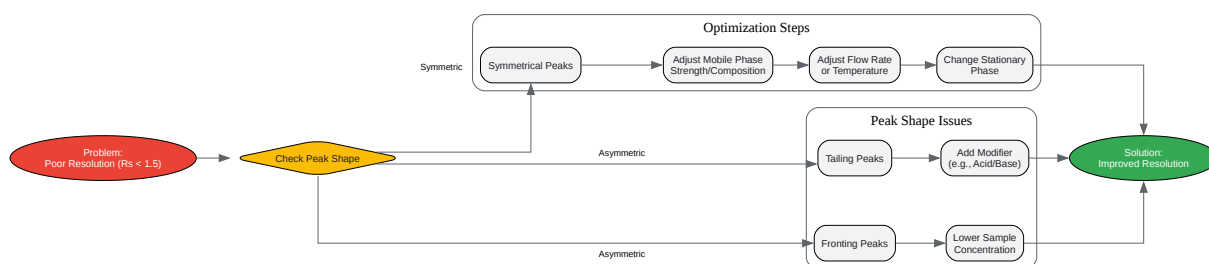 Optimization Steps
Symmetric
Symmetrical Peaks
Adjust Mobile Phase
Strength/Composition
Adjust Flow Rate
or Temperature
Change Stationary
Phase
Problem:
Poor Resolution (Rs < 1.5)
Check Peak Shape
Asymmetric
Peak Shape Issues
Tailing Peaks
Add Modifier
(e.g., Acid/Base)
Solution:
Improved Resolution
Asymmetric
Fronting Peaks
Lower Sample
Concentration